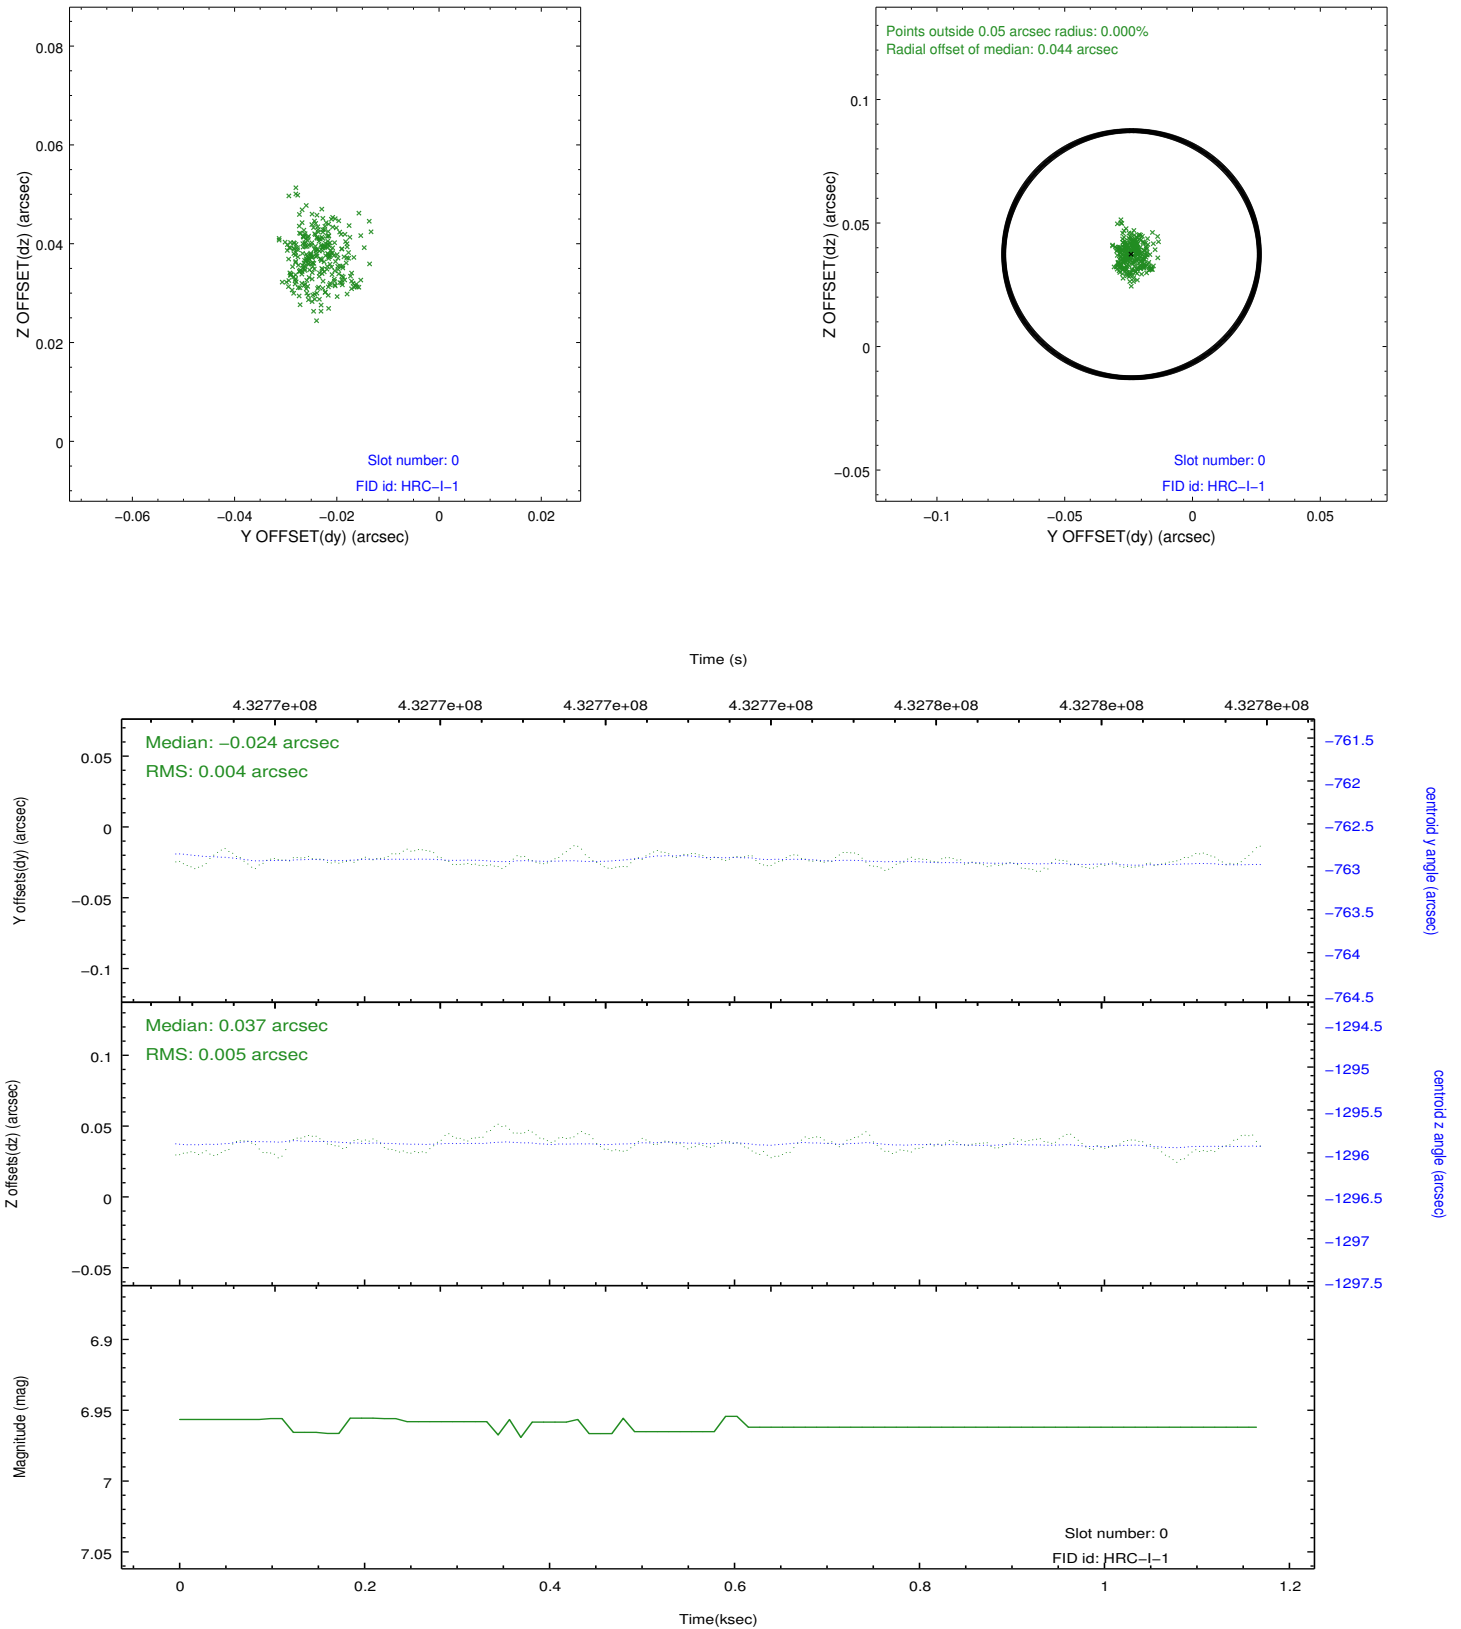 0.08
0.06
0.04
0.02
0
Z OFFSET(dz) (arcsec)
Slot number: 0
FID id: HRC−I−1
−0.06 −0.04 −0.02 0 0.02
Y OFFSET(dy) (arcsec)
Points outside 0.05 arcsec radius: 0.000%
Radial offset of median: 0.044 arcsec
0.1
0.05
0
−0.05
Z OFFSET(dz) (arcsec)
Slot number: 0
FID id: HRC−I−1
−0.1 −0.05 0 0.05
Y OFFSET(dy) (arcsec)
Time (s)
4.3277e+08 4.3277e+08 4.3277e+08 4.3277e+08 4.3278e+08 4.3278e+08 4.3278e+08
Median: −0.024 arcsec
RMS: 0.004 arcsec
0.05
0
−0.05
−0.1
Y offsets(dy) (arcsec)
−761.5
−762
−762.5
−763
−763.5
−764
−764.5
centroid y angle (arcsec)
Median: 0.037 arcsec
RMS: 0.005 arcsec
0.1
0.05
0
−0.05
Z offsets(dz) (arcsec)
−1294.5
−1295
−1295.5
−1296
−1296.5
−1297
−1297.5
centroid z angle (arcsec)
6.9
6.95
7
7.05
Magnitude (mag)
Slot number: 0
FID id: HRC−I−1
0 0.2 0.4 0.6 0.8 1 1.2
Time(ksec)